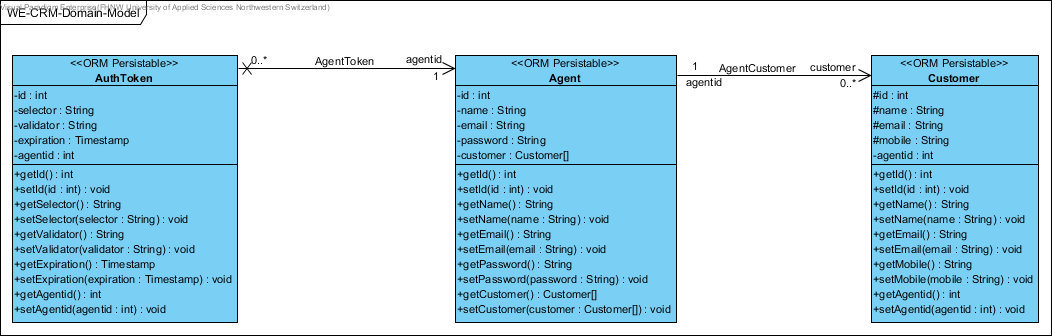 Visual Paradigm Enterprise(FHNW University of Applied Sciences Northwestern Switzerland)
WE-CRM-Domain-Model
0..*
AgentToken
agentid
1
1
AgentCustomer
customer
agentid
0..*
<<ORM Persistable>>
AuthToken
-id : int
-selector : String
-validator : String
-expiration : Timestamp
-agentid : int
+getId() : int
+setId(id : int) : void
+getSelector() : String
+setSelector(selector : String) : void
+getValidator() : String
+setValidator(validator : String) : void
+getExpiration() : Timestamp
+setExpiration(expiration : Timestamp) : void
+getAgentid() : int
+setAgentid(agentid : int) : void
<<ORM Persistable>>
Agent
-id : int
-name : String
-email : String
-password : String
-customer : Customer[]
+getId() : int
+setId(id : int) : void
+getName() : String
+setName(name : String) : void
+getEmail() : String
+setEmail(email : String) : void
+getPassword() : String
+setPassword(password : String) : void
+getCustomer() : Customer[]
+setCustomer(customer : Customer[]) : void
<<ORM Persistable>>
Customer
#id : int
#name : String
#email : String
#mobile : String
-agentid : int
+getId() : int
+setId(id : int) : void
+getName() : String
+setName(name : String) : void
+getEmail() : String
+setEmail(email : String) : void
+getMobile() : String
+setMobile(mobile : String) : void
+getAgentid() : int
+setAgentid(agentid : int) : void